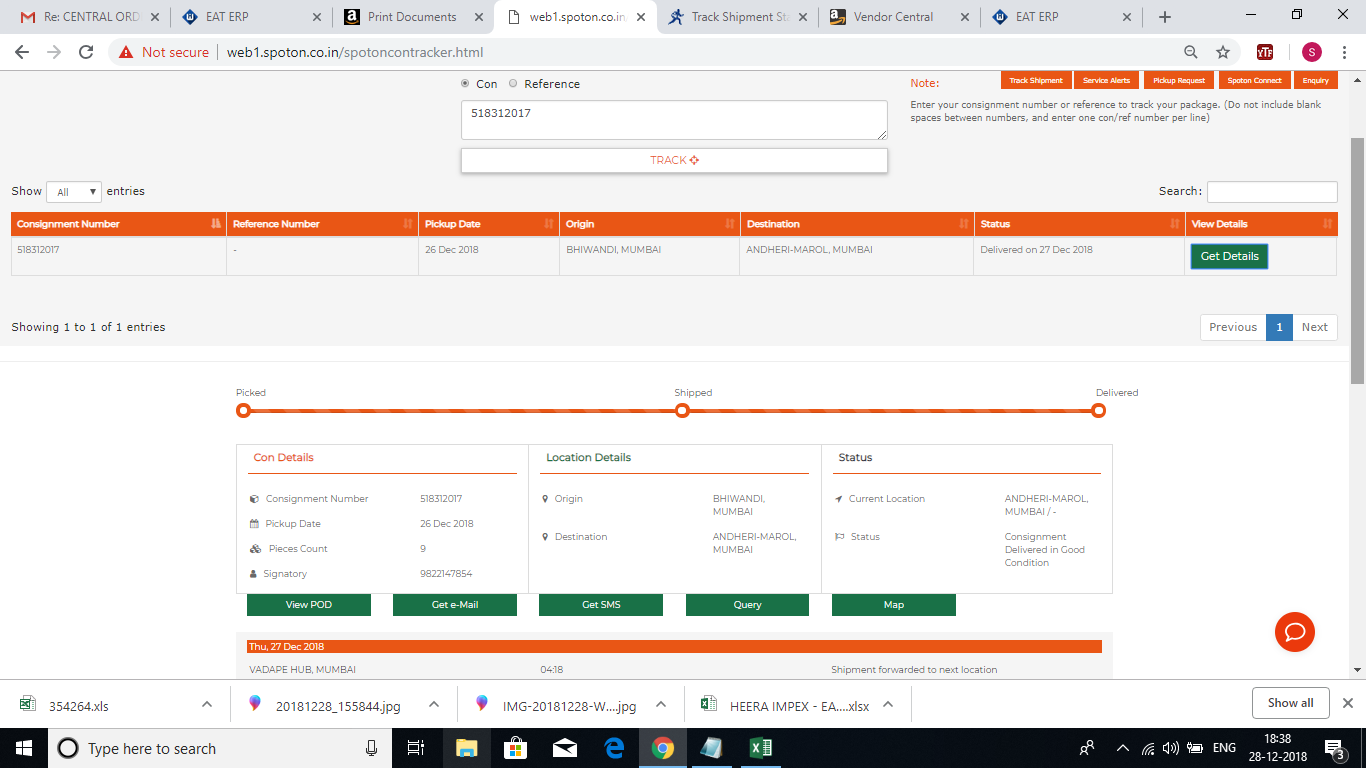 Re: CENTRAL ORD
EAT ERP
Print Documents
web1.spoton.co.in
Track Shipment Sta
Vendor Central
EAT ERP
Not secure
web1.spoton.co.in/spotoncontracker.html
YTF
S
Con
Reference
Note:
Track Shipment
Service Alerts
Pickup Request
Spoton Connect
Enquiry
518312017
Enter your consignment number or reference to track your package. (Do not include blank
spaces between numbers, and enter one con/ref number per line)
TRACK
Show All entries
Search:
Consignment Number Reference Number Pickup Date Origin Destination Status View Details
518312017 - 26 Dec 2018 BHIWANDI, MUMBAI ANDHERI-MAROL, MUMBAI Delivered on 27 Dec 2018 Get Details
Showing 1 to 1 of 1 entries
Previous 1 Next
Picked Shipped Delivered
Con Details
Consignment Number 518312017
Pickup Date 26 Dec 2018
Pieces Count 9
Signatory 9822147854
Location Details
Origin BHIWANDI,
MUMBAI
Destination ANDHERI-MAROL,
MUMBAI
Status
Current Location ANDHERI-MAROL,
MUMBAI / -
Status Consignment
Delivered in Good
Condition
View POD Get e-Mail Get SMS Query Map
Thu, 27 Dec 2018
VADAPE HUB, MUMBAI 04:18 Shipment forwarded to next location
354264.xls
20181228_155844.jpg
IMG-20181228-W....jpg
HEERA IMPEX - EA....xlsx
Show all
Type here to search
ENG
18:38
28-12-2018
3